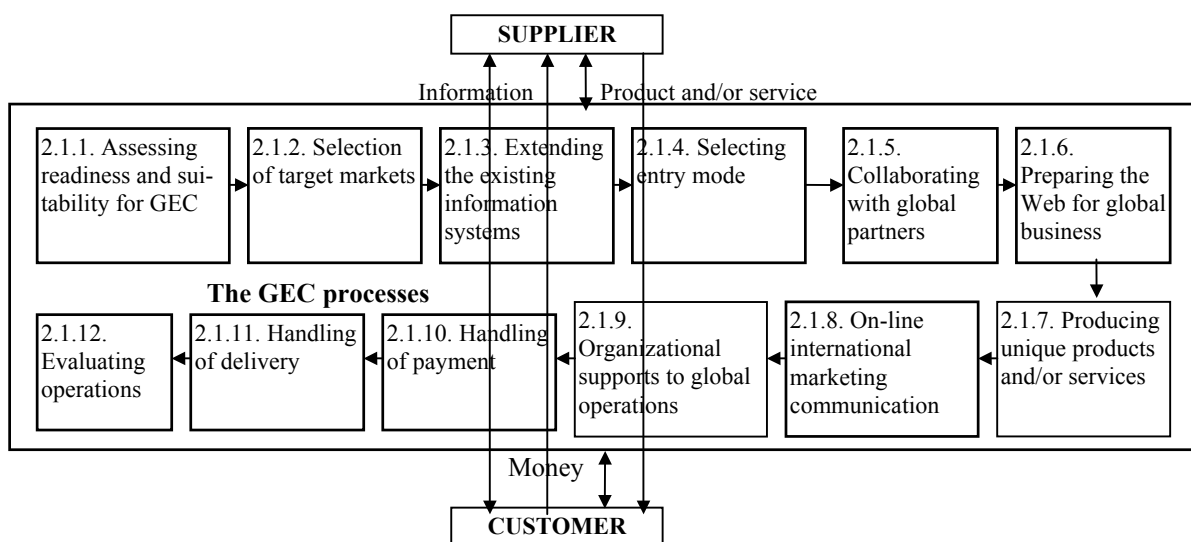 SUPPLIER
Information
Product and/or service
2.1.1. Assessing
readiness and sui-
tability for GEC
2.1.2. Selection
of target markets
2.1.3. Extending
the existing
information
systems
2.1.4. Selecting
entry mode
2.1.5.
Collaborating
with global
partners
2.1.6.
Preparing the
Web for global
business
The GEC processes
2.1.12.
Evaluating
operations
2.1.11. Handling
of delivery
2.1.10. Handling
of payment
2.1.9.
Organizational
supports to global
operations
2.1.8. On-line
international
marketing
communication
2.1.7. Producing
unique products
and/or services
Money
CUSTOMER